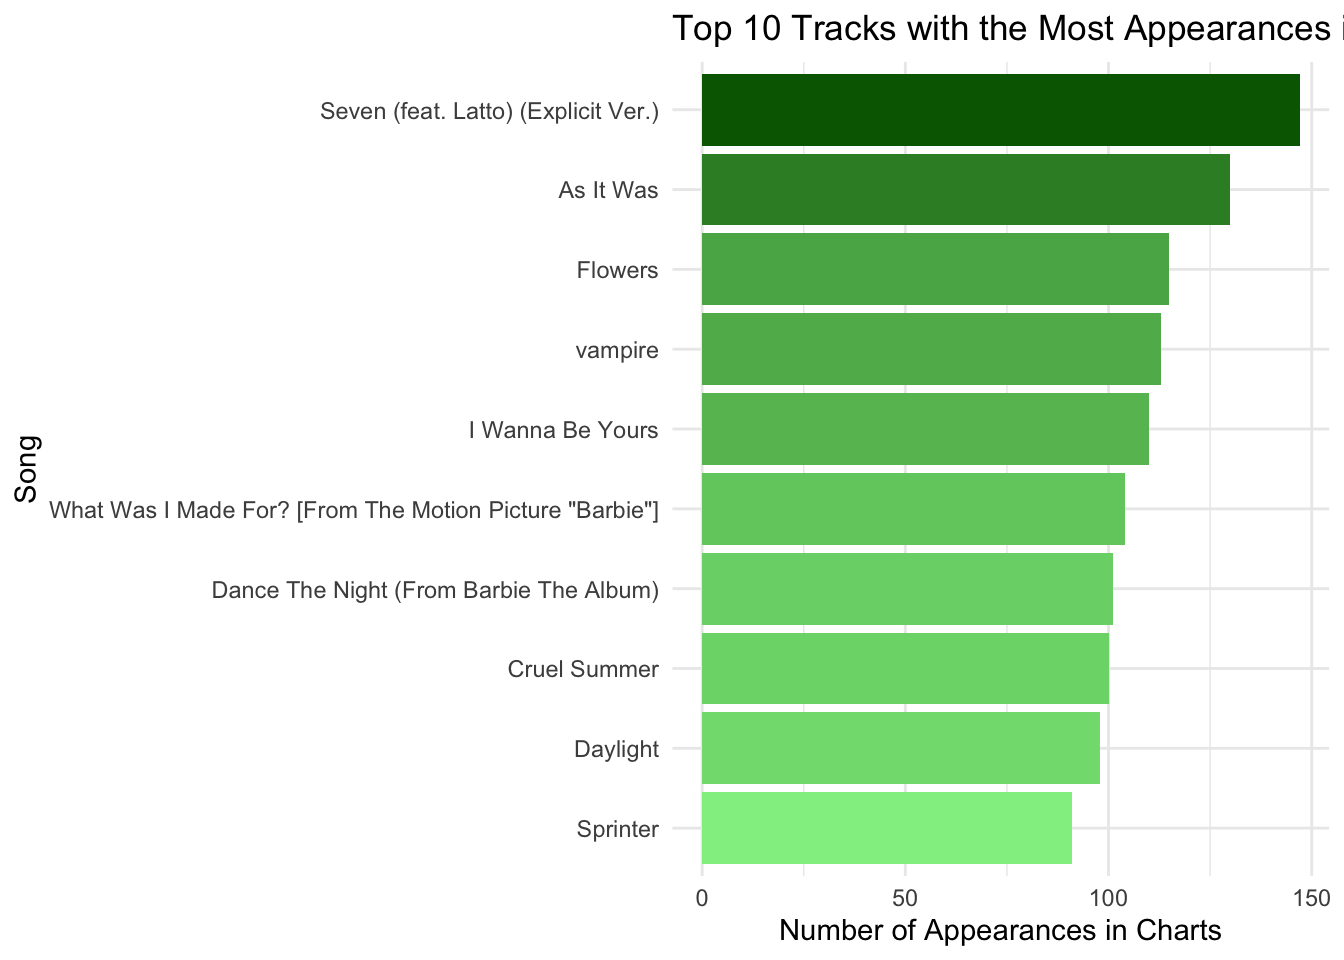 Top 10 Tracks with the Most Appearances i
Seven (feat. Latto) (Explicit Ver.)
As It Was
Flowers
vampire
I Wanna Be Yours
What Was I Made For? [From The Motion Picture "Barbie"]
Dance The Night (From Barbie The Album)
Cruel Summer
Daylight
Sprinter
Song
0 50 100 150
Number of Appearances in Charts